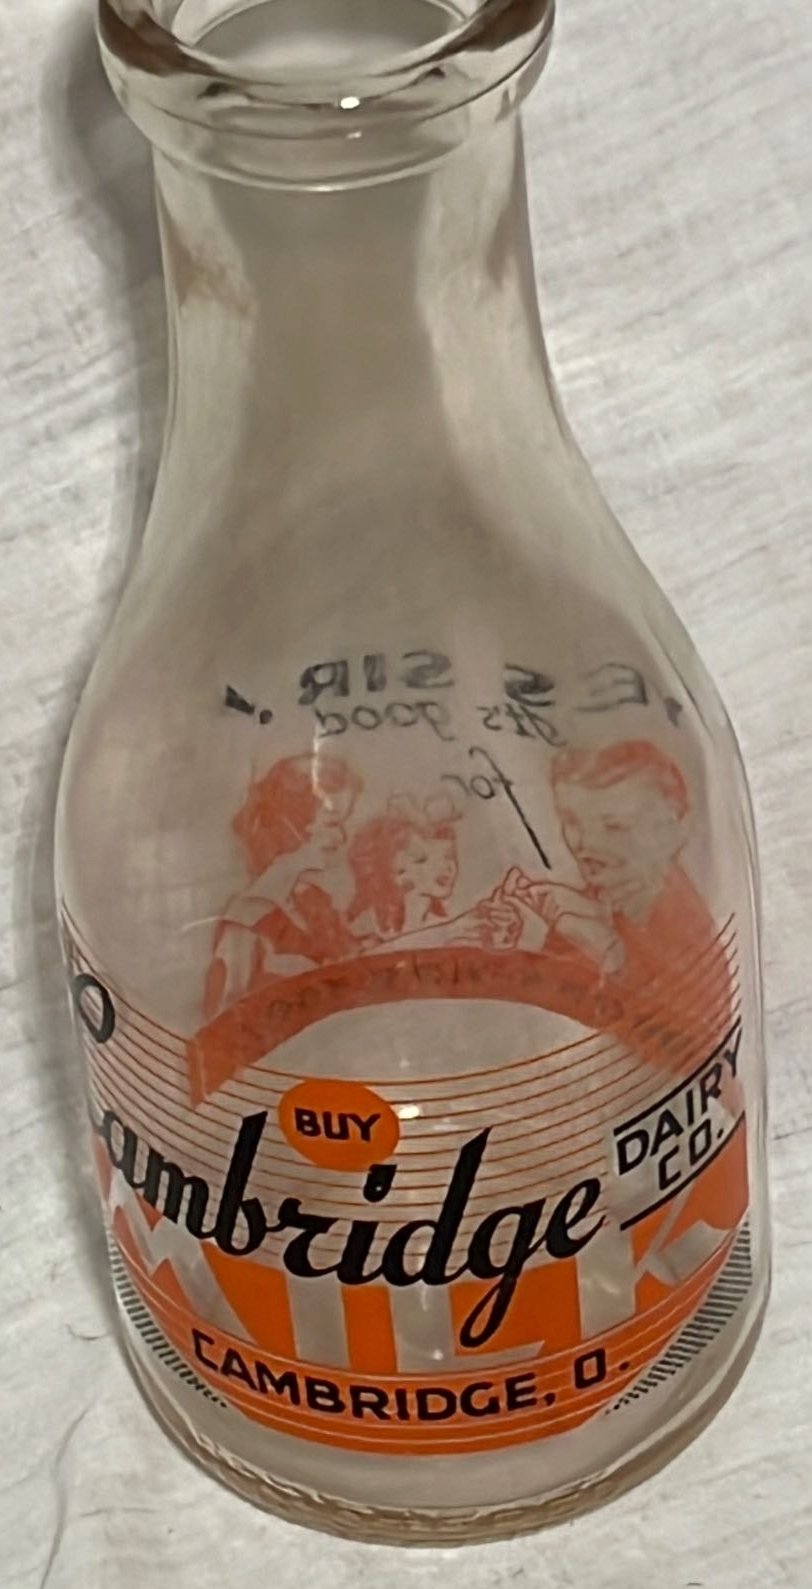 YES SIR!
It's good
for
BUY
Cambridge
DAIRY
CO.
MILK
CAMBRIDGE, O.